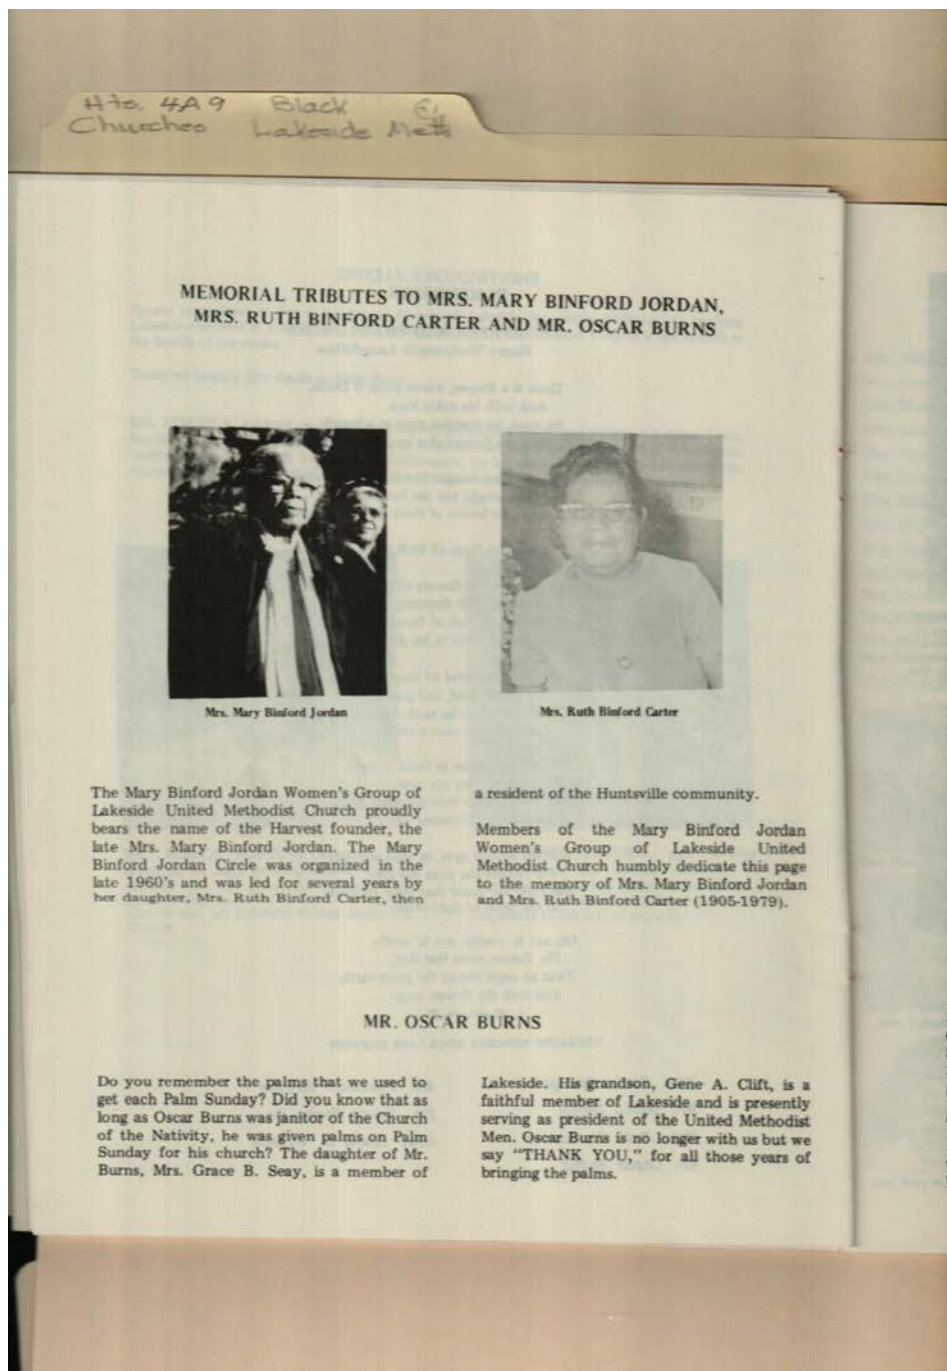 Hts. 4A9 Black
Churches Lakeside Meth
MEMORIAL TRIBUTES TO MRS. MARY BINFORD JORDAN,
MRS. RUTH BINFORD CARTER AND MR. OSCAR BURNS
Mrs. Mary Binford Jordan
Mrs. Ruth Binford Carter
The Mary Binford Jordan Women's Group of
Lakeside United Methodist Church proudly
bears the name of the Harvest founder, the
late Mrs. Mary Binford Jordan. The Mary
Binford Jordan Circle was organized in the
late 1960's and was led for several years by
her daughter, Mrs. Ruth Binford Carter, then
a resident of the Huntsville community.
Members of the Mary Binford Jordan
Women's Group of Lakeside United
Methodist Church humbly dedicate this page
to the memory of Mrs. Mary Binford Jordan
and Mrs. Ruth Binford Carter (1905-1979).
MR. OSCAR BURNS
Do you remember the palms that we used to
get each Palm Sunday? Did you know that as
long as Oscar Burns was janitor of the Church
of the Nativity, he was given palms on Palm
Sunday for his church? The daughter of Mr.
Burns, Mrs. Grace B. Seay, is a member of
Lakeside. His grandson, Gene A. Clift, is a
faithful member of Lakeside and is presently
serving as president of the United Methodist
Men. Oscar Burns is no longer with us but we
say "THANK YOU," for all those years of
bringing the palms.